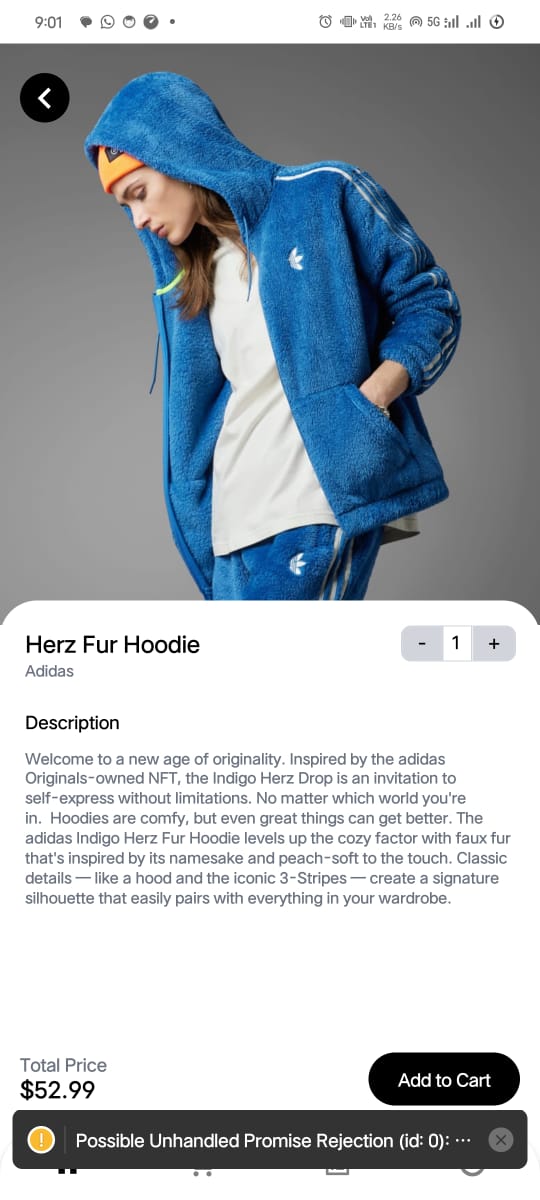 9:01
Vo)
LTE1
2.26
KB/s
5G
Herz Fur Hoodie
- 1 +
Adidas
Description
Welcome to a new age of originality. Inspired by the adidas
Originals-owned NFT, the Indigo Herz Drop is an invitation to
self-express without limitations. No matter which world you're
in.  Hoodies are comfy, but even great things can get better. The
adidas Indigo Herz Fur Hoodie levels up the cozy factor with faux fur
that's inspired by its namesake and peach-soft to the touch. Classic
details — like a hood and the iconic 3-Stripes — create a signature
silhouette that easily pairs with everything in your wardrobe.
Total Price
$52.99
Add to Cart
Possible Unhandled Promise Rejection (id: 0): ···